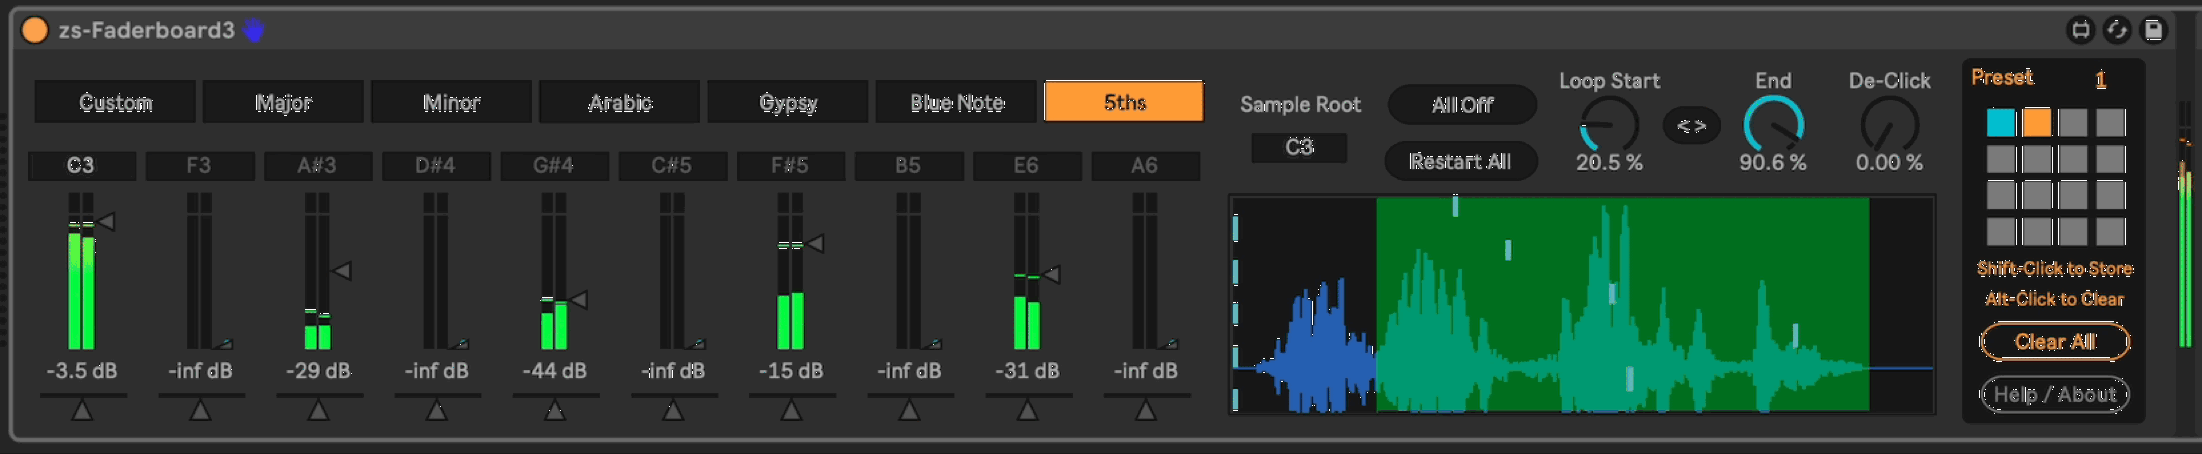 zs-Faderboard3
Custom Major Minor Arabic Gypsy Blue Note 5ths
C3 F3 A#3 D#4 G#4 C#5 F#5 B5 E6 A6
-3.5 dB -inf dB -29 dB -inf dB -44 dB -inf dB -15 dB -inf dB -31 dB -inf dB
Sample Root
C3
All Off
Restart All
Loop Start
20.5 %
< >
End
90.6 %
De-Click
0.00 %
Preset 1
Shift-Click to Store
Alt-Click to Clear
Clear All
Help / About